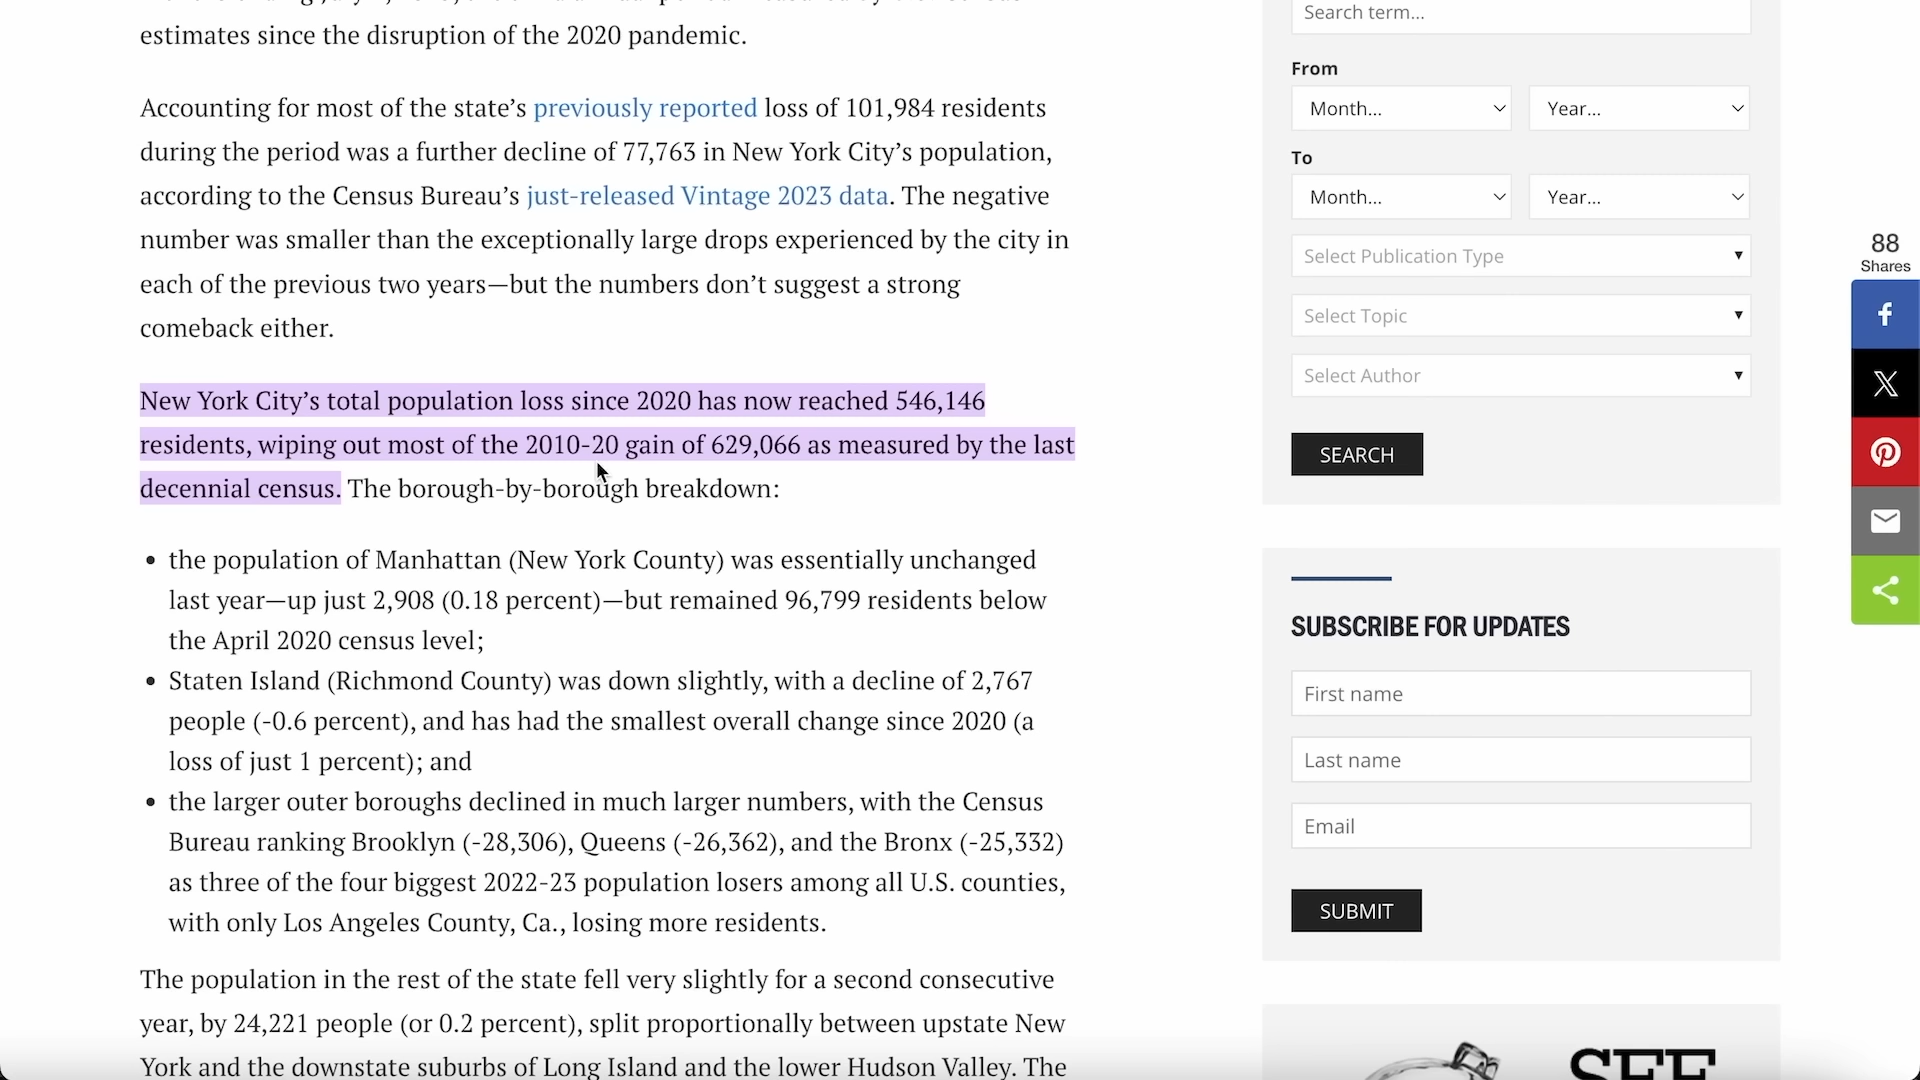 estimates since the disruption of the 2020 pandemic.
Accounting for most of the state’s previously reported loss of 101,984 residents
during the period was a further decline of 77,763 in New York City’s population,
according to the Census Bureau’s just-released Vintage 2023 data. The negative
number was smaller than the exceptionally large drops experienced by the city in
each of the previous two years—but the numbers don’t suggest a strong
comeback either.
New York City’s total population loss since 2020 has now reached 546,146
residents, wiping out most of the 2010-20 gain of 629,066 as measured by the last
decennial census. The borough-by-borough breakdown:
• the population of Manhattan (New York County) was essentially unchanged
last year—up just 2,908 (0.18 percent)—but remained 96,799 residents below
the April 2020 census level;
• Staten Island (Richmond County) was down slightly, with a decline of 2,767
people (-0.6 percent), and has had the smallest overall change since 2020 (a
loss of just 1 percent); and
• the larger outer boroughs declined in much larger numbers, with the Census
Bureau ranking Brooklyn (-28,306), Queens (-26,362), and the Bronx (-25,332)
as three of the four biggest 2022-23 population losers among all U.S. counties,
with only Los Angeles County, Ca., losing more residents.
The population in the rest of the state fell very slightly for a second consecutive
year, by 24,221 people (or 0.2 percent), split proportionally between upstate New
York and the downstate suburbs of Long Island and the lower Hudson Valley. The
Search term...
From
Month... Year...
To
Month... Year...
Select Publication Type
Select Topic
Select Author
SEARCH
SUBSCRIBE FOR UPDATES
First name
Last name
Email
SUBMIT
SEE
88
Shares